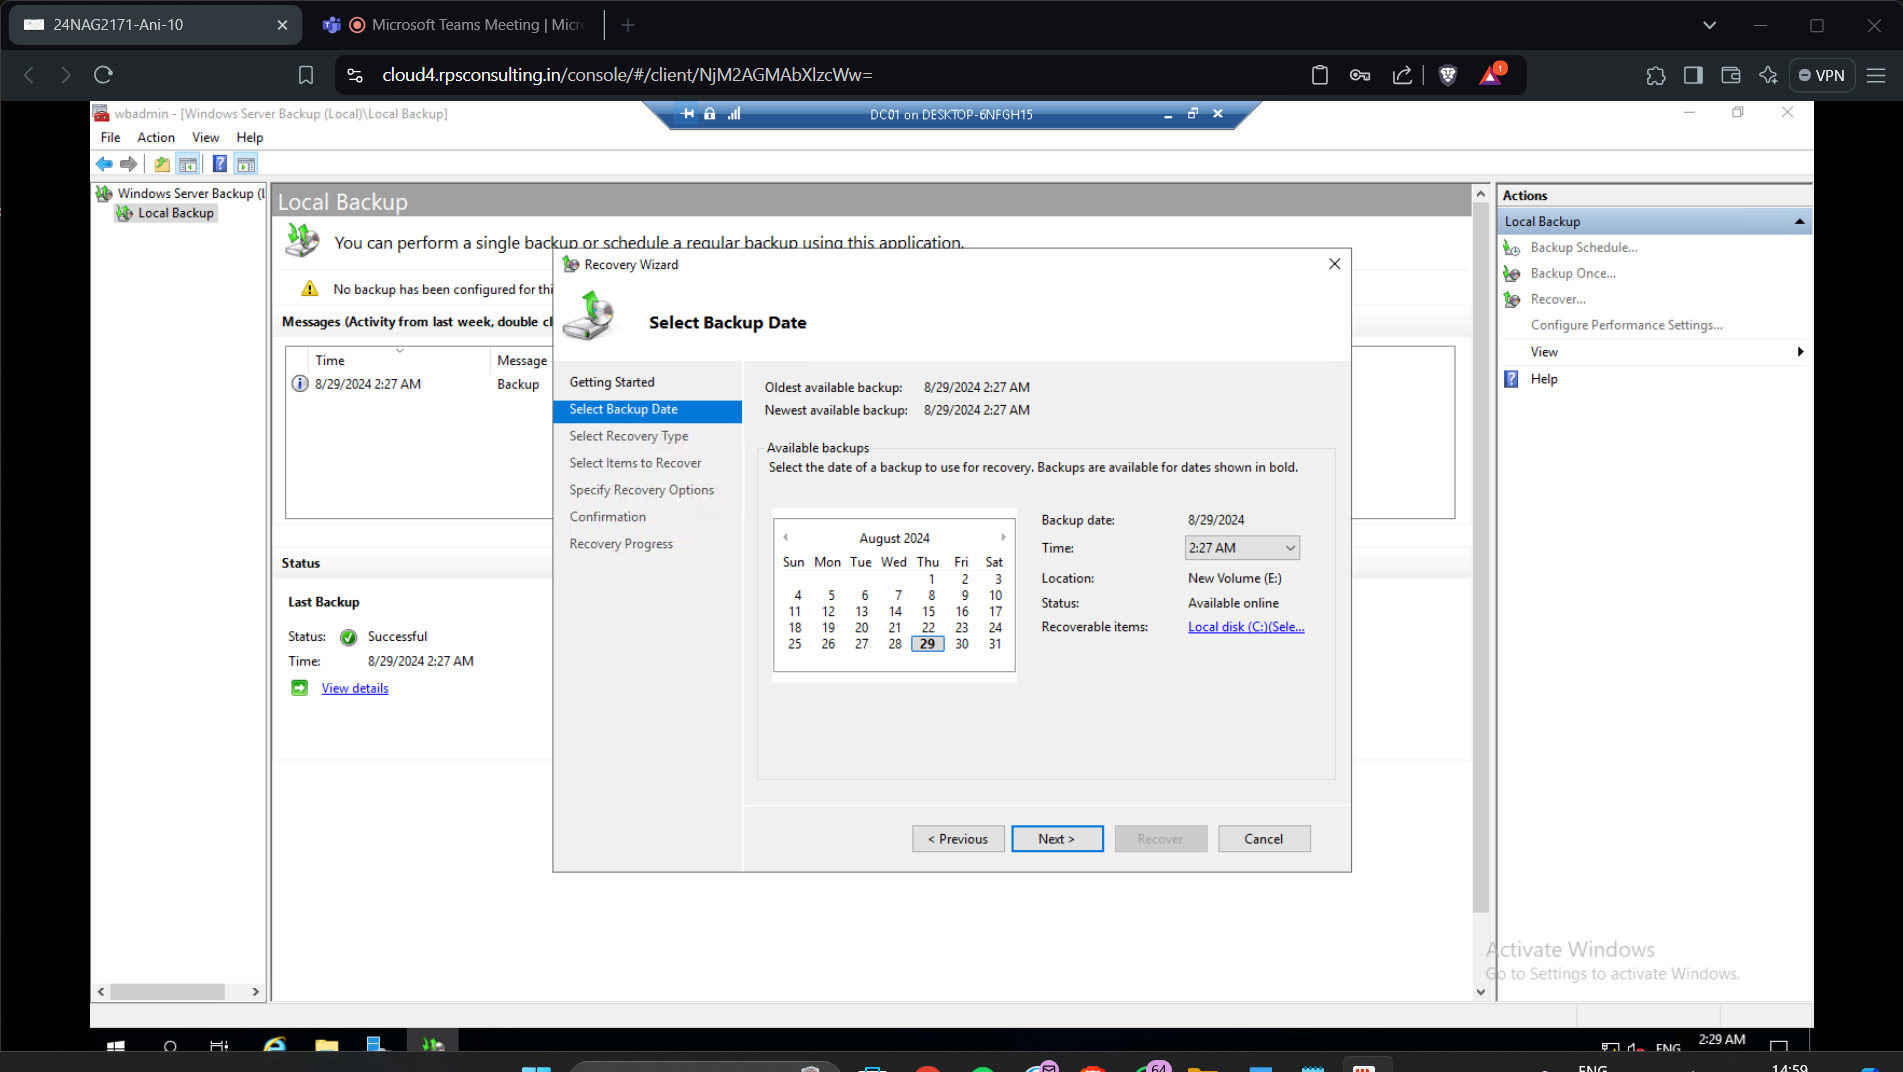 24NAG2171-Ani-10
Microsoft Teams Meeting | Micr
cloud4.rpsconsulting.in/console/#/client/NjM2AGMAbXlzcWw=
1
VPN
wbadmin - [Windows Server Backup (Local)\Local Backup]
DC01 on DESKTOP-6NFGH15
File Action View Help
Windows Server Backup (L
Local Backup
Local Backup
You can perform a single backup or schedule a regular backup using this application.
No backup has been configured for thi
Messages (Activity from last week, double cl
Time Message
8/29/2024 2:27 AM Backup
Status
Last Backup
Status: Successful
Time: 8/29/2024 2:27 AM
View details
Recovery Wizard
Select Backup Date
Getting Started
Select Backup Date
Select Recovery Type
Select Items to Recover
Specify Recovery Options
Confirmation
Recovery Progress
Oldest available backup: 8/29/2024 2:27 AM
Newest available backup: 8/29/2024 2:27 AM
Available backups
Select the date of a backup to use for recovery. Backups are available for dates shown in bold.
August 2024
Sun Mon Tue Wed Thu Fri Sat
1 2 3
4 5 6 7 8 9 10
11 12 13 14 15 16 17
18 19 20 21 22 23 24
25 26 27 28 29 30 31
Backup date: 8/29/2024
Time: 2:27 AM
Location: New Volume (E:)
Status: Available online
Recoverable items: Local disk (C:)(Sele...
< Previous
Next >
Recover
Cancel
Actions
Local Backup
Backup Schedule...
Backup Once...
Recover...
Configure Performance Settings...
View
Help
Activate Windows
Go to Settings to activate Windows.
ENG
2:29 AM
64
ENG
14:59